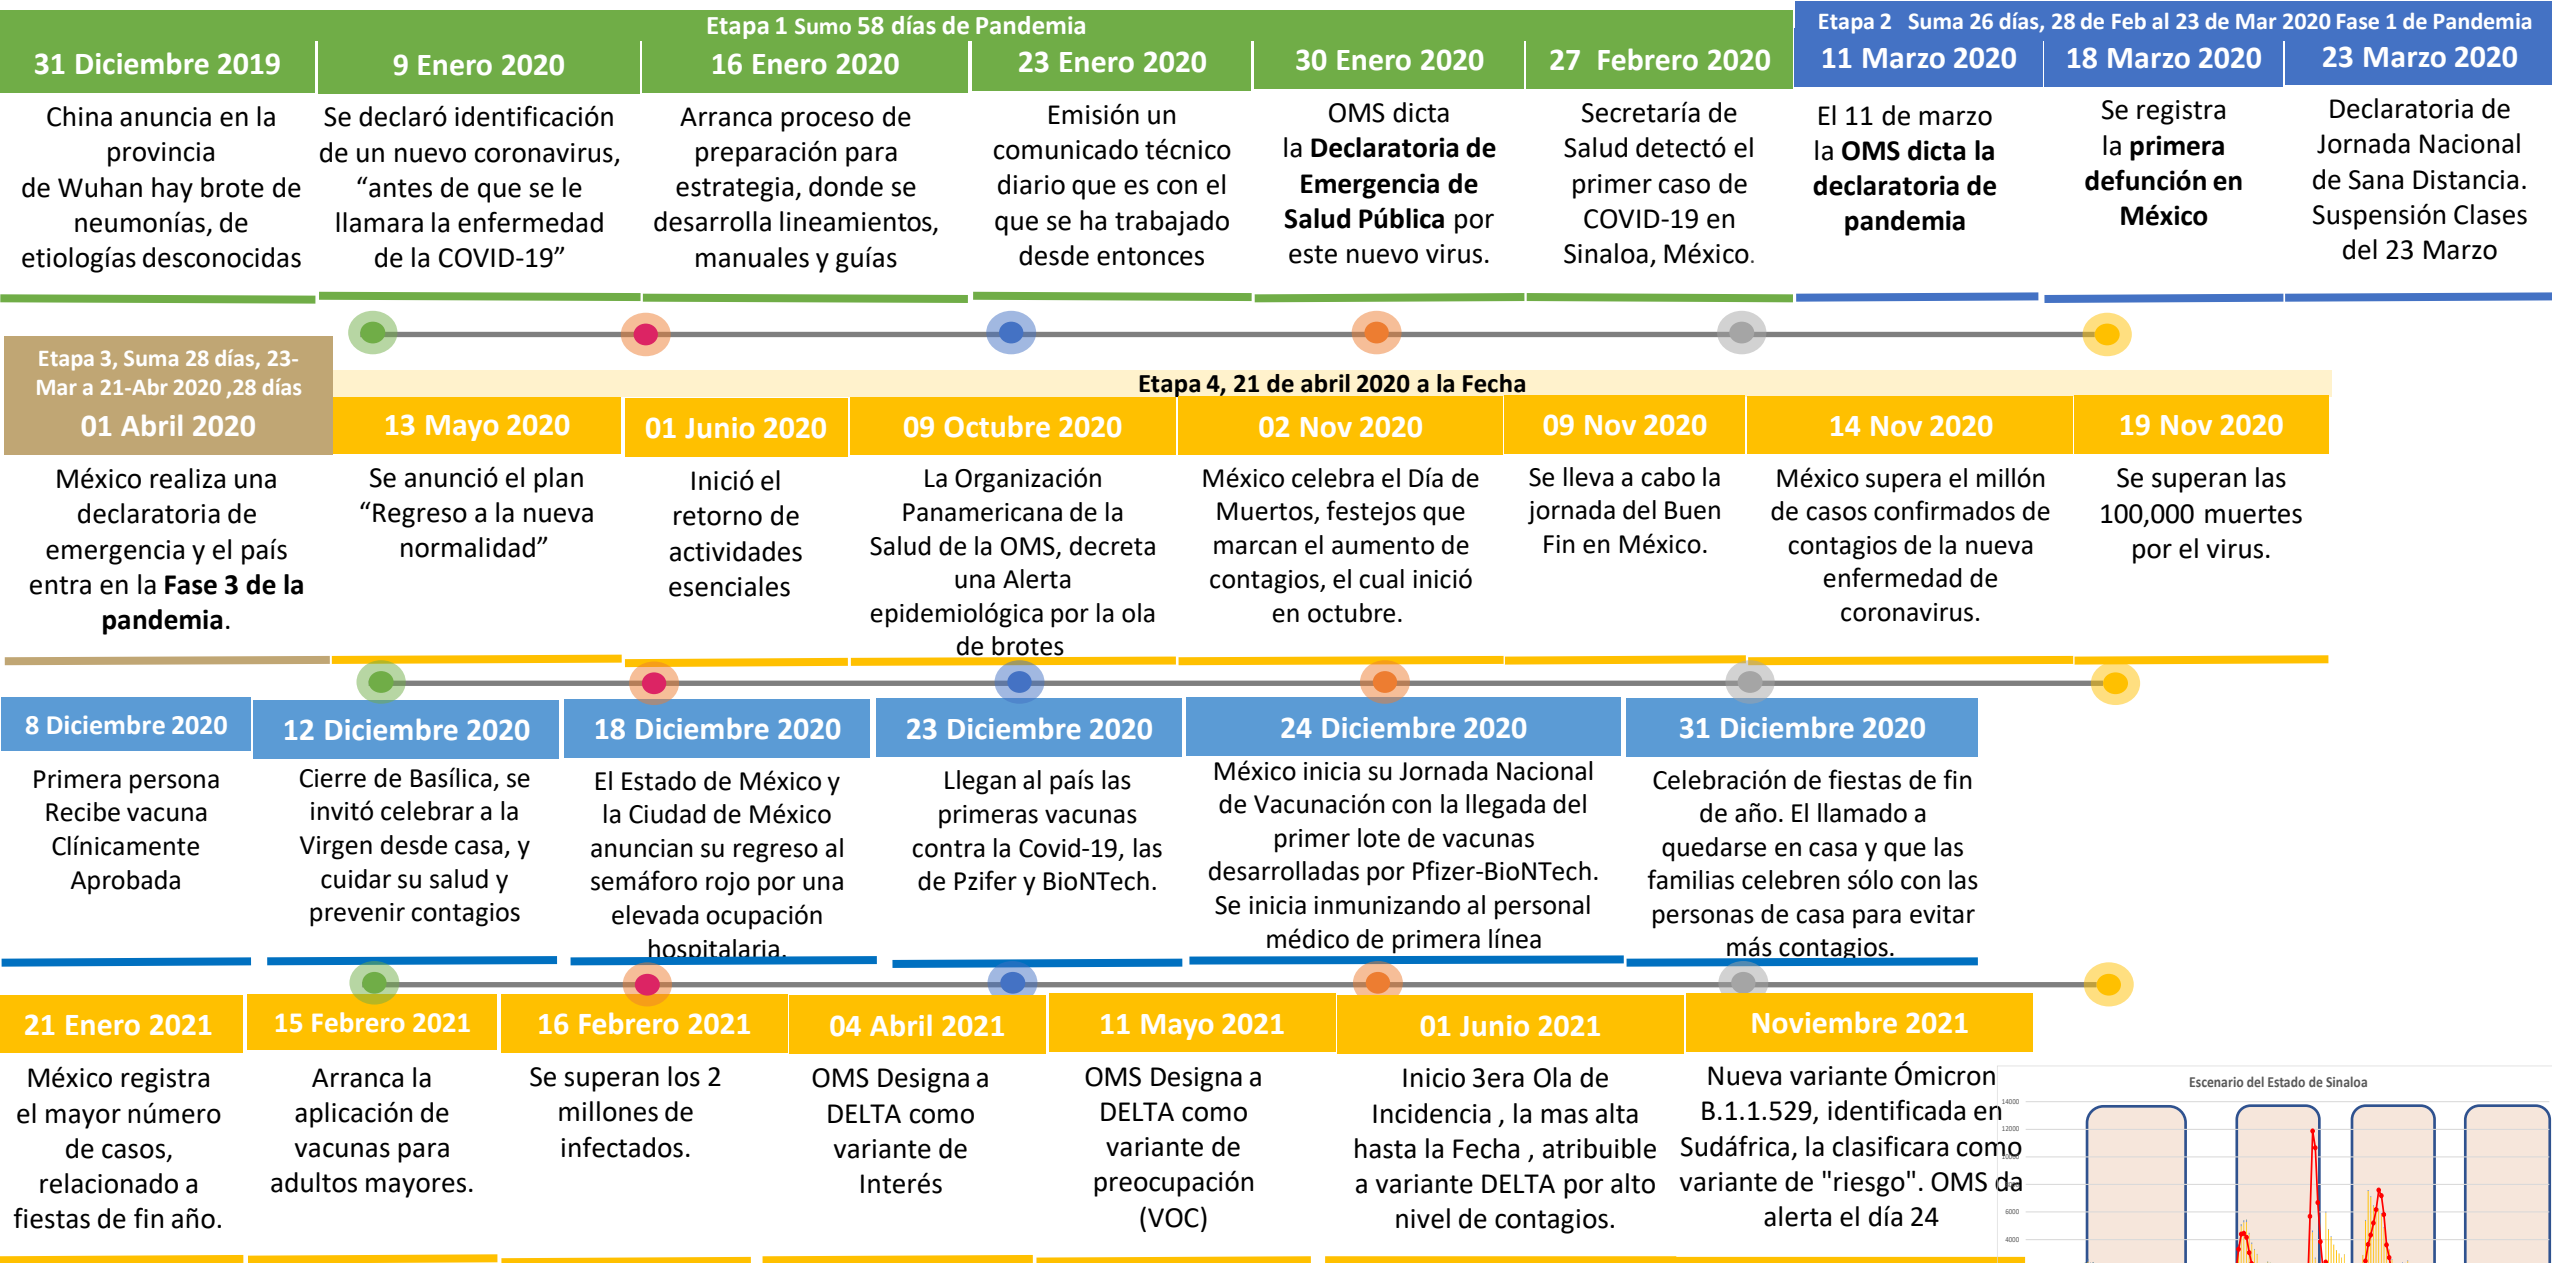 Etapa 1 Sumo 58 días de Pandemia
Etapa 2 Suma 26 días, 28 de Feb al 23 de Mar 2020 Fase 1 de Pandemia
31 Diciembre 2019
China anuncia en la
provincia
de Wuhan hay brote de
neumonías, de
etiologías desconocidas
9 Enero 2020
Se declaró identificación
de un nuevo coronavirus,
“antes de que se le
llamara la enfermedad
de la COVID-19”
16 Enero 2020
Arranca proceso de
preparación para
estrategia, donde se
desarrolla lineamientos,
manuales y guías
23 Enero 2020
Emisión un
comunicado técnico
diario que es con el
que se ha trabajado
desde entonces
30 Enero 2020
OMS dicta
la Declaratoria de
Emergencia de
Salud Pública por
este nuevo virus.
27 Febrero 2020
Secretaría de
Salud detectó el
primer caso de
COVID-19 en
Sinaloa, México.
11 Marzo 2020
El 11 de marzo
la OMS dicta la
declaratoria de
pandemia
18 Marzo 2020
Se registra
la primera
defunción en
México
23 Marzo 2020
Declaratoria de
Jornada Nacional
de Sana Distancia.
Suspensión Clases
del 23 Marzo
Etapa 3, Suma 28 días, 23-
Mar a 21-Abr 2020 ,28 días
01 Abril 2020
México realiza una
declaratoria de
emergencia y el país
entra en la Fase 3 de la
pandemia.
Etapa 4, 21 de abril 2020 a la Fecha
13 Mayo 2020
Se anunció el plan
“Regreso a la nueva
normalidad”
01 Junio 2020
Inició el
retorno de
actividades
esenciales
09 Octubre 2020
La Organización
Panamericana de la
Salud de la OMS, decreta
una Alerta
epidemiológica por la ola
de brotes
02 Nov 2020
México celebra el Día de
Muertos, festejos que
marcan el aumento de
contagios, el cual inició
en octubre.
09 Nov 2020
Se lleva a cabo la
jornada del Buen
Fin en México.
14 Nov 2020
México supera el millón
de casos confirmados de
contagios de la nueva
enfermedad de
coronavirus.
19 Nov 2020
Se superan las
100,000 muertes
por el virus.
8 Diciembre 2020
Primera persona
Recibe vacuna
Clínicamente
Aprobada
12 Diciembre 2020
Cierre de Basílica, se
invitó celebrar a la
Virgen desde casa, y
cuidar su salud y
prevenir contagios
18 Diciembre 2020
El Estado de México y
la Ciudad de México
anuncian su regreso al
semáforo rojo por una
elevada ocupación
hospitalaria.
23 Diciembre 2020
Llegan al país las
primeras vacunas
contra la Covid-19, las
de Pzifer y BioNTech.
24 Diciembre 2020
México inicia su Jornada Nacional
de Vacunación con la llegada del
primer lote de vacunas
desarrolladas por Pfizer-BioNTech.
Se inicia inmunizando al personal
médico de primera línea
31 Diciembre 2020
Celebración de fiestas de fin
de año. El llamado a
quedarse en casa y que las
familias celebren sólo con las
personas de casa para evitar
más contagios.
21 Enero 2021
México registra
el mayor número
de casos,
relacionado a
fiestas de fin año.
15 Febrero 2021
Arranca la
aplicación de
vacunas para
adultos mayores.
16 Febrero 2021
Se superan los 2
millones de
infectados.
04 Abril 2021
OMS Designa a
DELTA como
variante de
Interés
11 Mayo 2021
OMS Designa a
DELTA como
variante de
preocupación
(VOC)
01 Junio 2021
Inicio 3era Ola de
Incidencia , la mas alta
hasta la Fecha , atribuible
a variante DELTA por alto
nivel de contagios.
Noviembre 2021
Nueva variante Ómicron
B.1.1.529, identificada en
Sudáfrica, la clasificara como
variante de "riesgo". OMS da
alerta el día 24
Escenario del Estado de Sinaloa
14000
12000
6000
4000